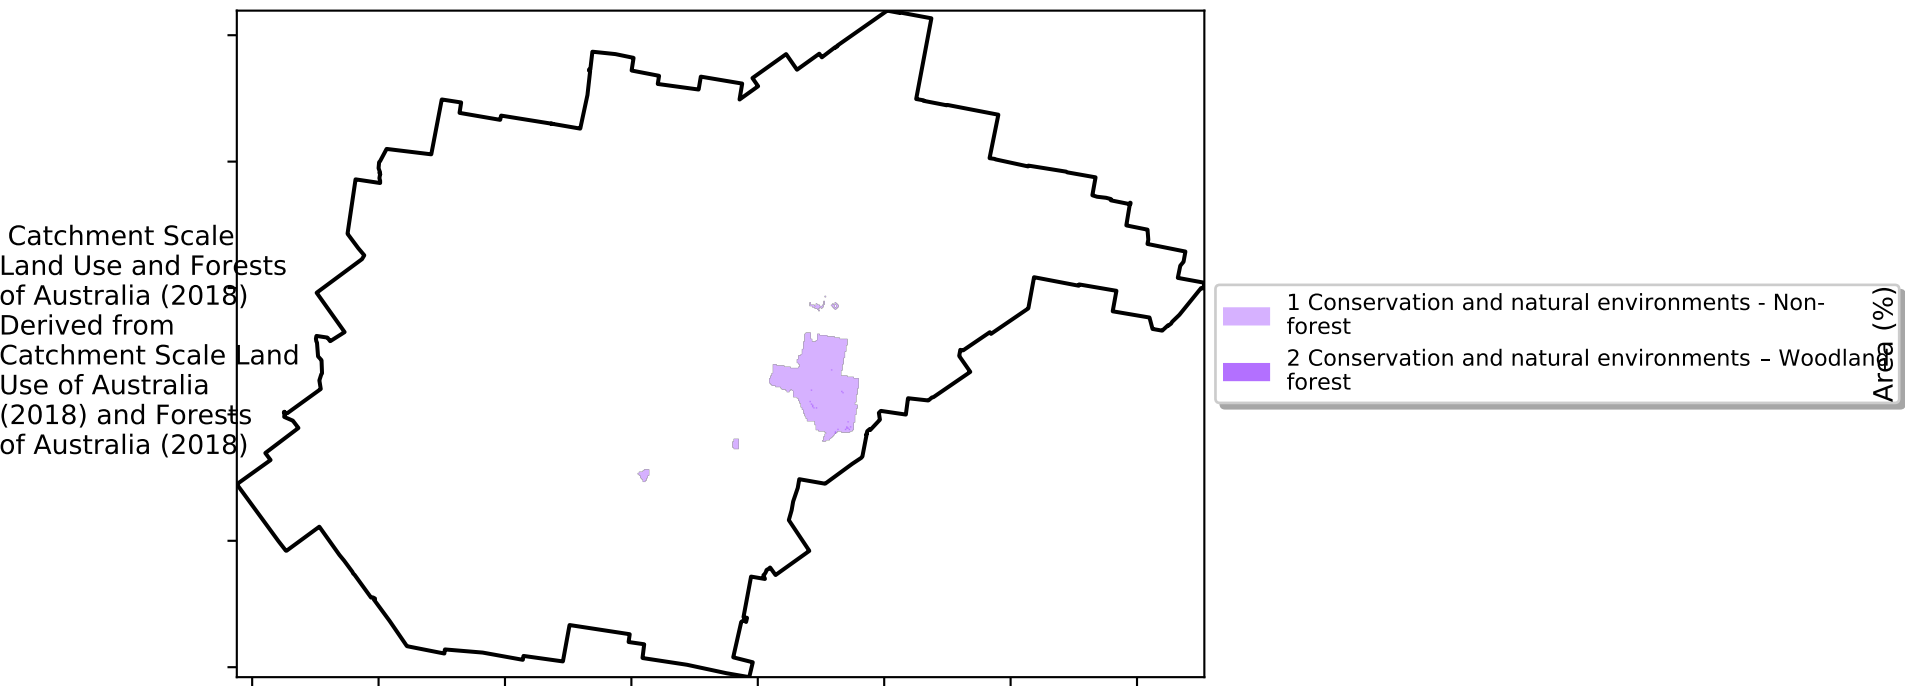 Catchment Scale
Land Use and Forests
of Australia (2018)
Derived from
Catchment Scale Land
Use of Australia
(2018) and Forests
of Australia (2018)
1 Conservation and natural environments - Non-
forest
2 Conservation and natural environments – Woodland
forest
Area (%)